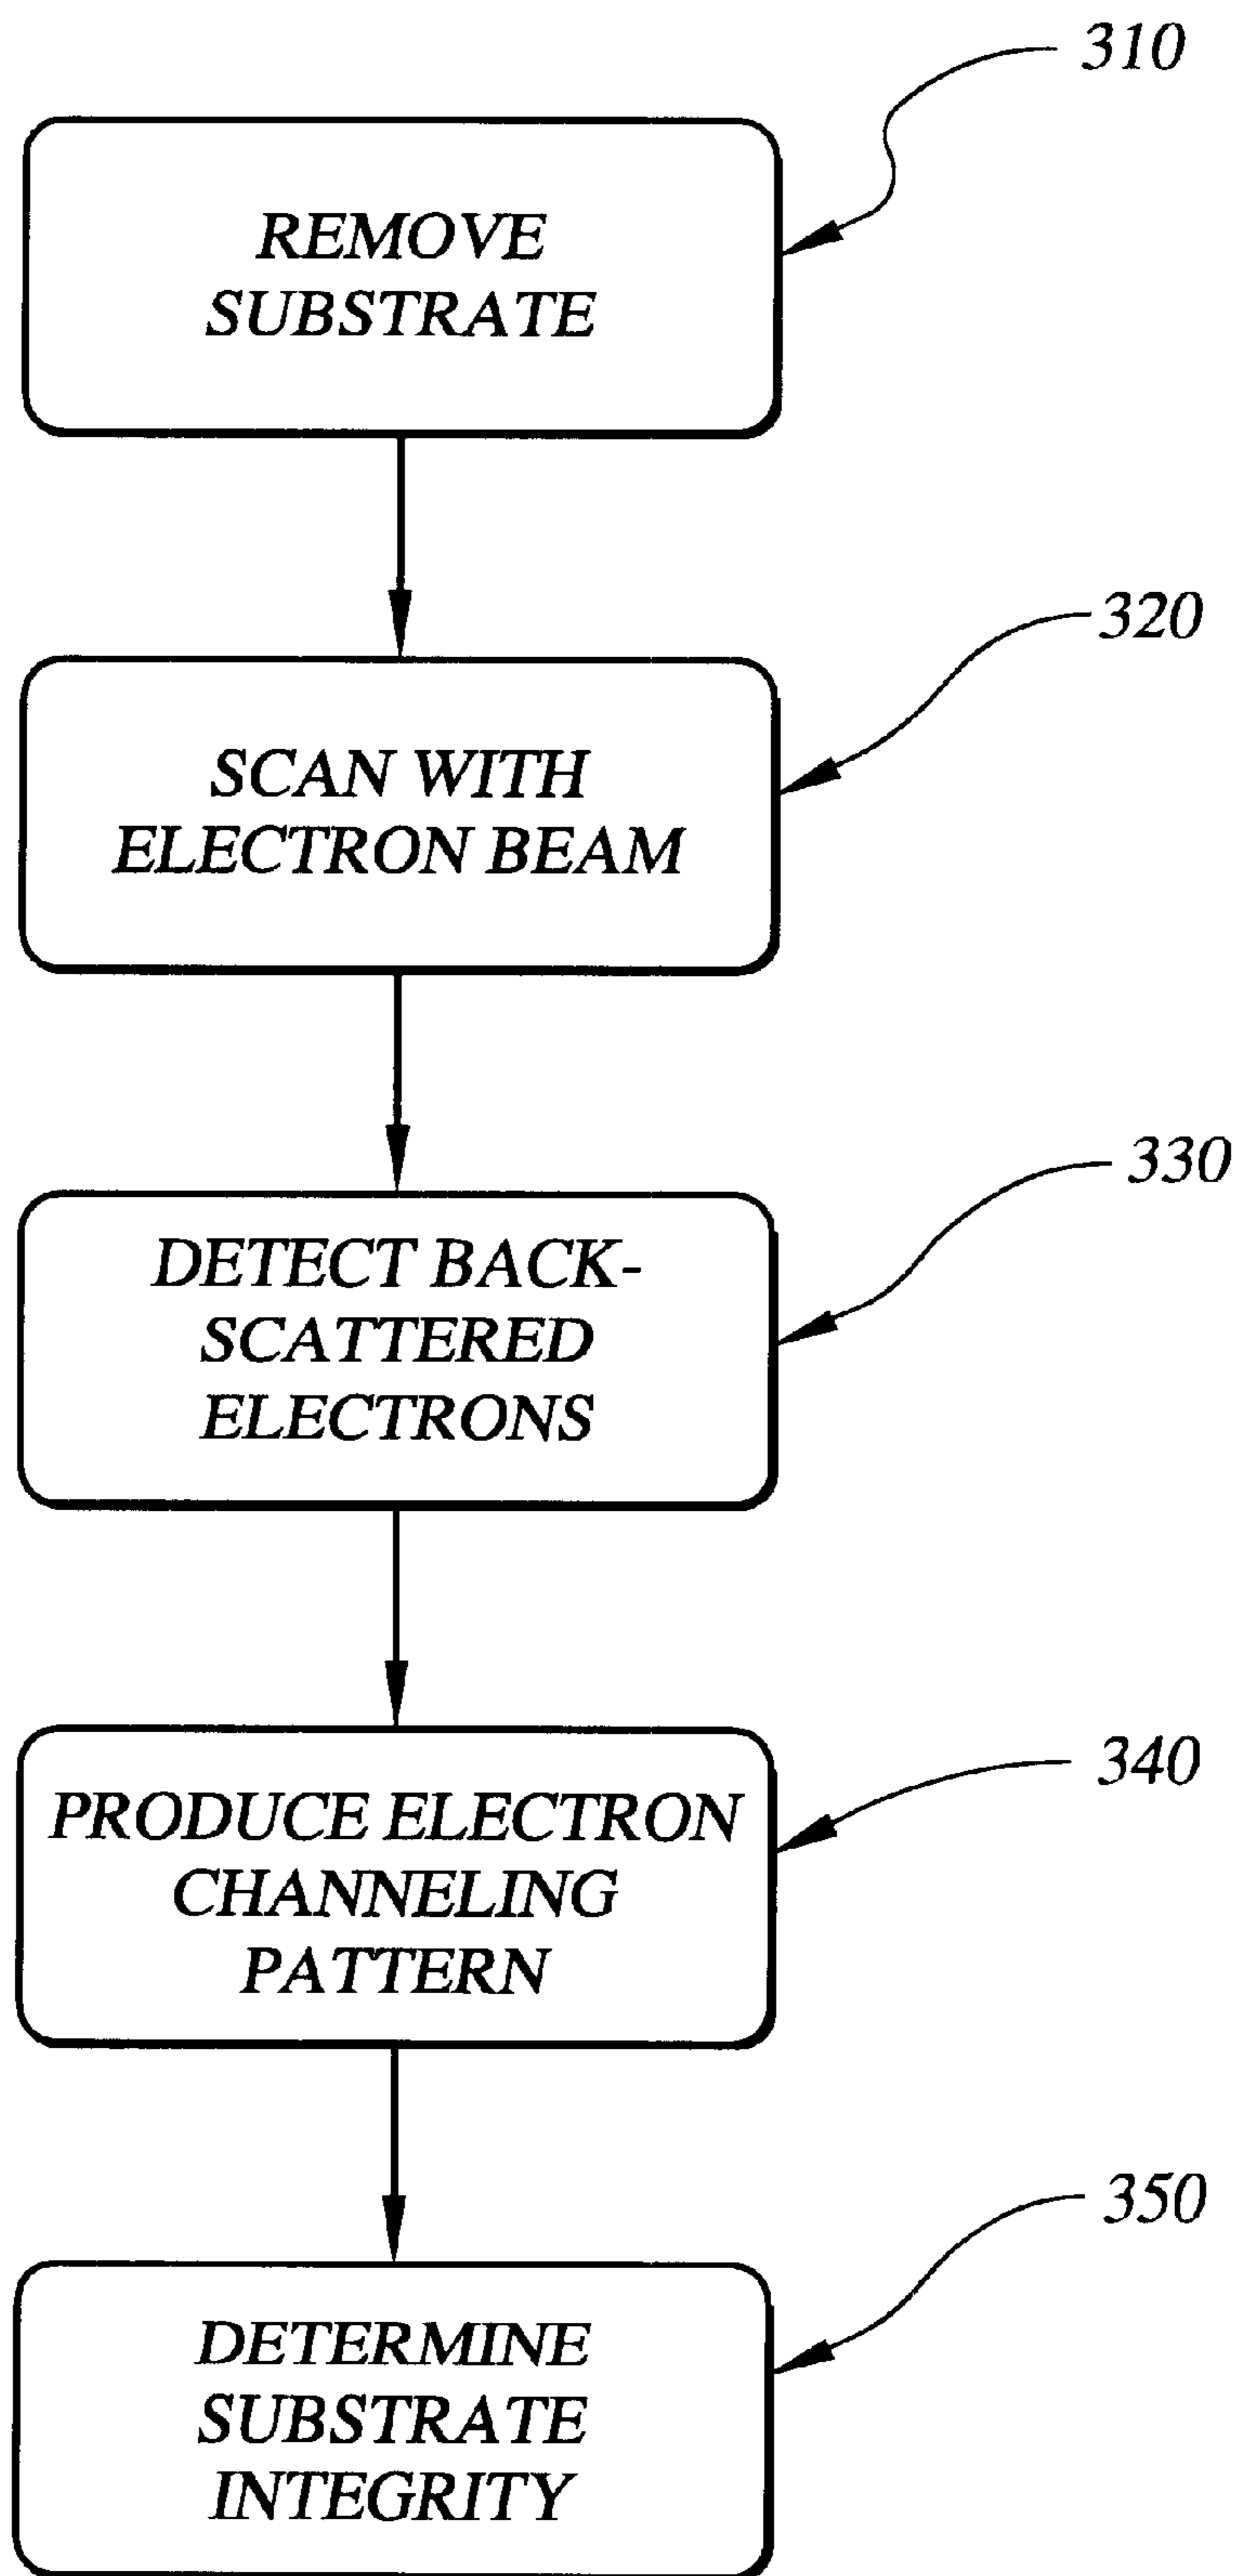 310
REMOVE
SUBSTRATE
320
SCAN WITH
ELECTRON BEAM
330
DETECT BACK-
SCATTERED
ELECTRONS
340
PRODUCE ELECTRON
CHANNELING
PATTERN
350
DETERMINE
SUBSTRATE
INTEGRITY